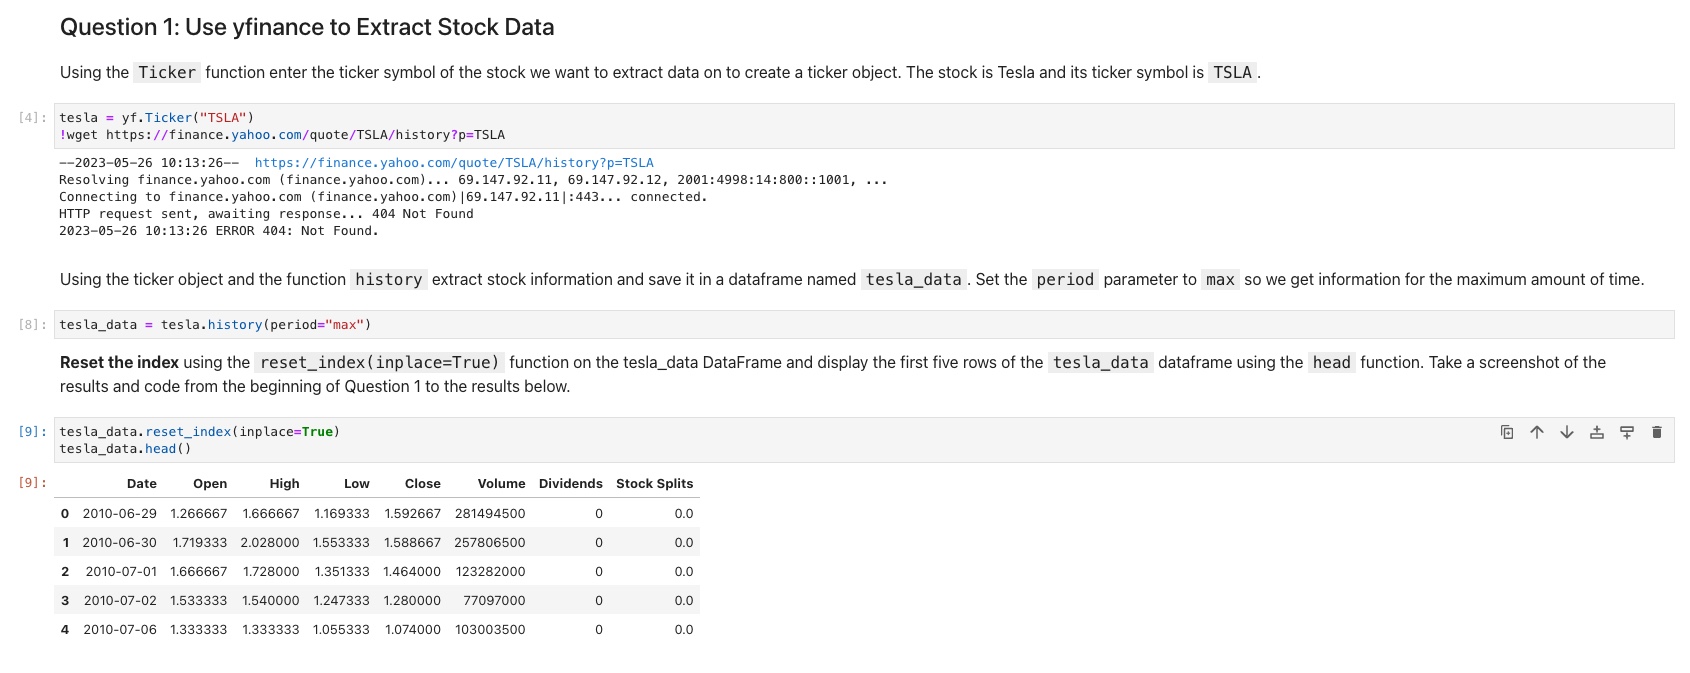 Question 1: Use yfinance to Extract Stock Data
Using the Ticker function enter the ticker symbol of the stock we want to extract data on to create a ticker object. The stock is Tesla and its ticker symbol is TSLA.
[4]: tesla = yf.Ticker("TSLA")
!wget https://finance.yahoo.com/quote/TSLA/history?p=TSLA
--2023-05-26 10:13:26-- https://finance.yahoo.com/quote/TSLA/history?p=TSLA
Resolving finance.yahoo.com (finance.yahoo.com)... 69.147.92.11, 69.147.92.12, 2001:4998:14:800::1001, ...
Connecting to finance.yahoo.com (finance.yahoo.com)|69.147.92.11|:443... connected.
HTTP request sent, awaiting response... 404 Not Found
2023-05-26 10:13:26 ERROR 404: Not Found.
Using the ticker object and the function history extract stock information and save it in a dataframe named tesla_data. Set the period parameter to max so we get information for the maximum amount of time.
[8]: tesla_data = tesla.history(period="max")
Reset the index using the reset_index(inplace=True) function on the tesla_data DataFrame and display the first five rows of the tesla_data dataframe using the head function. Take a screenshot of the
results and code from the beginning of Question 1 to the results below.
[9]: tesla_data.reset_index(inplace=True)
tesla_data.head()
[9]: Date Open High Low Close Volume Dividends Stock Splits
0 2010-06-29 1.266667 1.666667 1.169333 1.592667 281494500 0 0.0
1 2010-06-30 1.719333 2.028000 1.553333 1.588667 257806500 0 0.0
2 2010-07-01 1.666667 1.728000 1.351333 1.464000 123282000 0 0.0
3 2010-07-02 1.533333 1.540000 1.247333 1.280000 77097000 0 0.0
4 2010-07-06 1.333333 1.333333 1.055333 1.074000 103003500 0 0.0